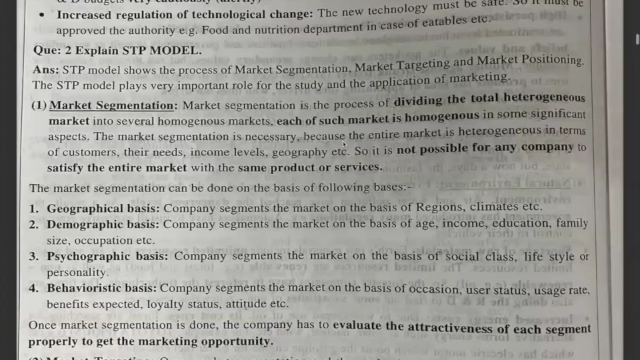 & D budgets very cautiously (alertly)
• Increased regulation of technological change: The new technology must be safe. So it must be
approved the authority e.g. Food and nutrition department in case of eatables etc.
Que: 2 Explain STP MODEL.
Ans: STP model shows the process of Market Segmentation, Market Targeting and Market Positioning.
The STP model plays very important role for the study and the application of marketing.
(1) Market Segmentation: Market segmentation is the process of dividing the total heterogeneous
market into several homogenous markets, each of such market is homogenous in some significant
aspects. The market segmentation is necessary, because the entire market is heterogeneous in terms
of customers, their needs, income levels, geography etc. So it is not possible for any company to
satisfy the entire market with the same product or services.
The market segmentation can be done on the basis of following bases:-
1. Geographical basis: Company segments the market on the basis of Regions, climates etc.
2. Demographic basis: Company segments the market on the basis of age, income, education, family
size, occupation etc.
3. Psychographic basis: Company segments the market on the basis of social class, life style or
personality.
4. Behavioristic basis: Company segments the market on the basis of occasion, user status, usage rate,
benefits expected, loyalty status, attitude etc.
Once market segmentation is done, the company has to evaluate the attractiveness of each segment
properly to get the marketing opportunity.